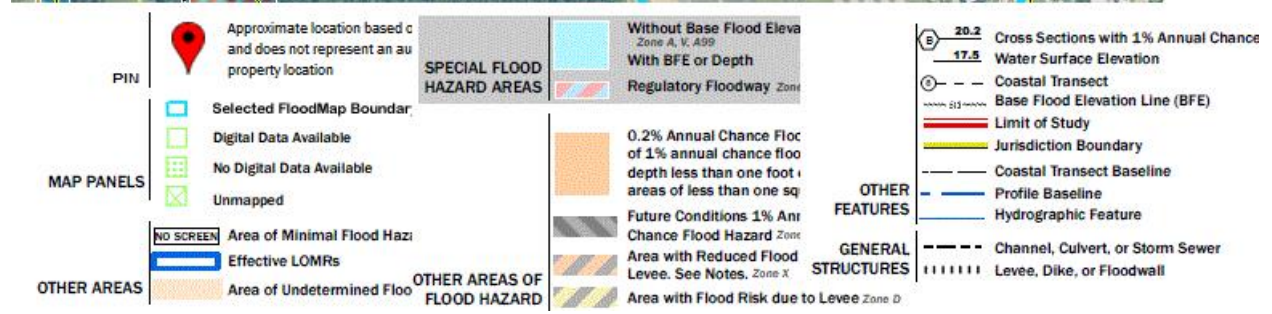 PIN
Approximate location based o
and does not represent an au
property location
MAP PANELS
Selected FloodMap Boundar
Digital Data Available
No Digital Data Available
Unmapped
OTHER AREAS
NO SCREEN Area of Minimal Flood Haza
Effective LOMRs
Area of Undetermined Floo
SPECIAL FLOOD
HAZARD AREAS
Without Base Flood Eleva
Zone A, V, A99
With BFE or Depth
Regulatory Floodway Zone
OTHER AREAS OF
FLOOD HAZARD
0.2% Annual Chance Floo
of 1% annual chance floo
depth less than one foot
areas of less than one sq
Future Conditions 1% Ann
Chance Flood Hazard Zone
Area with Reduced Flood
Levee. See Notes. Zone X
Area with Flood Risk due to Levee Zone D
OTHER
FEATURES
B 20.2 Cross Sections with 1% Annual Chance
17.5 Water Surface Elevation
Coastal Transect
Base Flood Elevation Line (BFE)
Limit of Study
Jurisdiction Boundary
Coastal Transect Baseline
Profile Baseline
Hydrographic Feature
GENERAL
STRUCTURES
Channel, Culvert, or Storm Sewer
Levee, Dike, or Floodwall